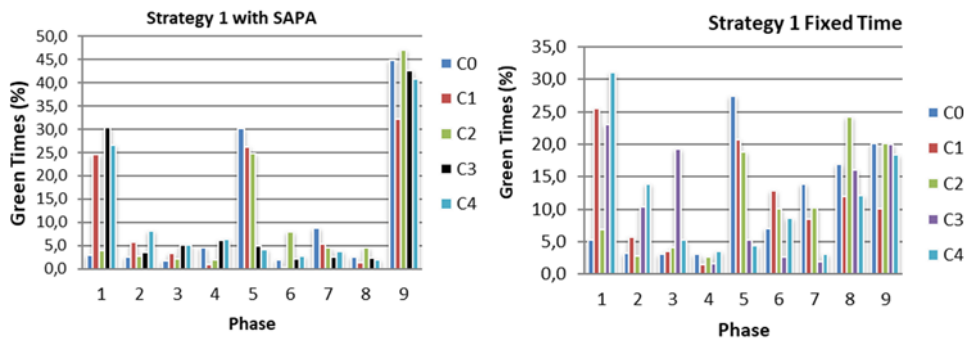 Strategy 1 with SAPA
Green Times (%)
50,0
45,0
40,0
35,0
30,0
25,0
20,0
15,0
10,0
5,0
0,0
1 2 3 4 5 6 7 8 9
Phase
C0
C1
C2
C3
C4
Strategy 1 Fixed Time
Green Times (%)
35,0
30,0
25,0
20,0
15,0
10,0
5,0
0,0
1 2 3 4 5 6 7 8 9
Phase
C0
C1
C2
C3
C4